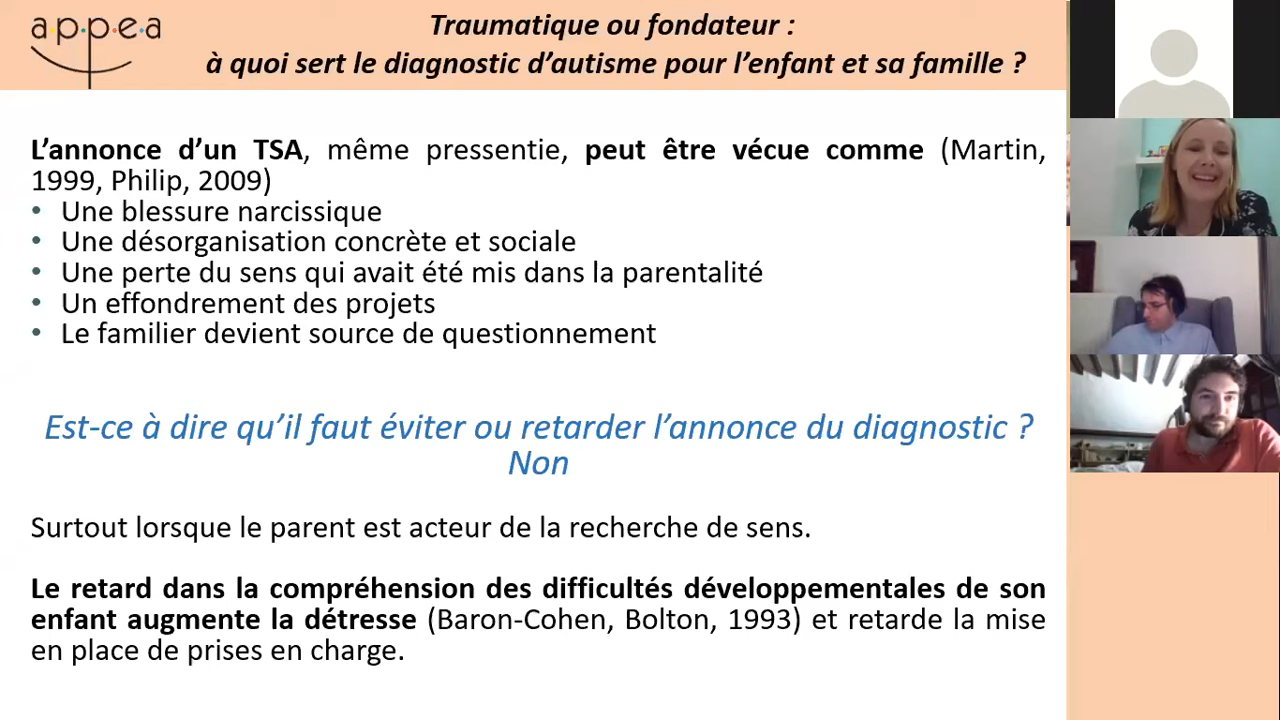 a·p·p·e·a
Traumatique ou fondateur :
à quoi sert le diagnostic d’autisme pour l’enfant et sa famille ?
L’annonce d’un TSA, même pressentie, peut être vécue comme (Martin,
1999, Philip, 2009)
• Une blessure narcissique
• Une désorganisation concrète et sociale
• Une perte du sens qui avait été mis dans la parentalité
• Un effondrement des projets
• Le familier devient source de questionnement
Est-ce à dire qu’il faut éviter ou retarder l’annonce du diagnostic ?
Non
Surtout lorsque le parent est acteur de la recherche de sens.
Le retard dans la compréhension des difficultés développementales de son
enfant augmente la détresse (Baron-Cohen, Bolton, 1993) et retarde la mise
en place de prises en charge.